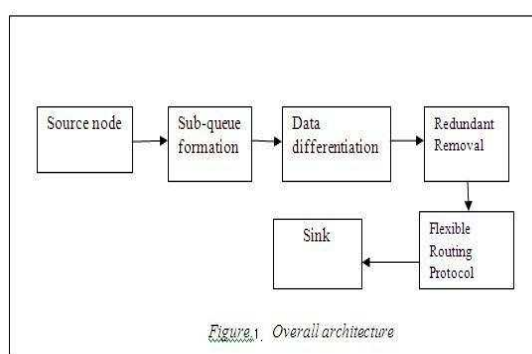 Source node
Sub-queue
formation
Data
differentiation
Redundant
Removal
Flexible
Routing
Protocol
Sink
Figure 1. Overall architecture